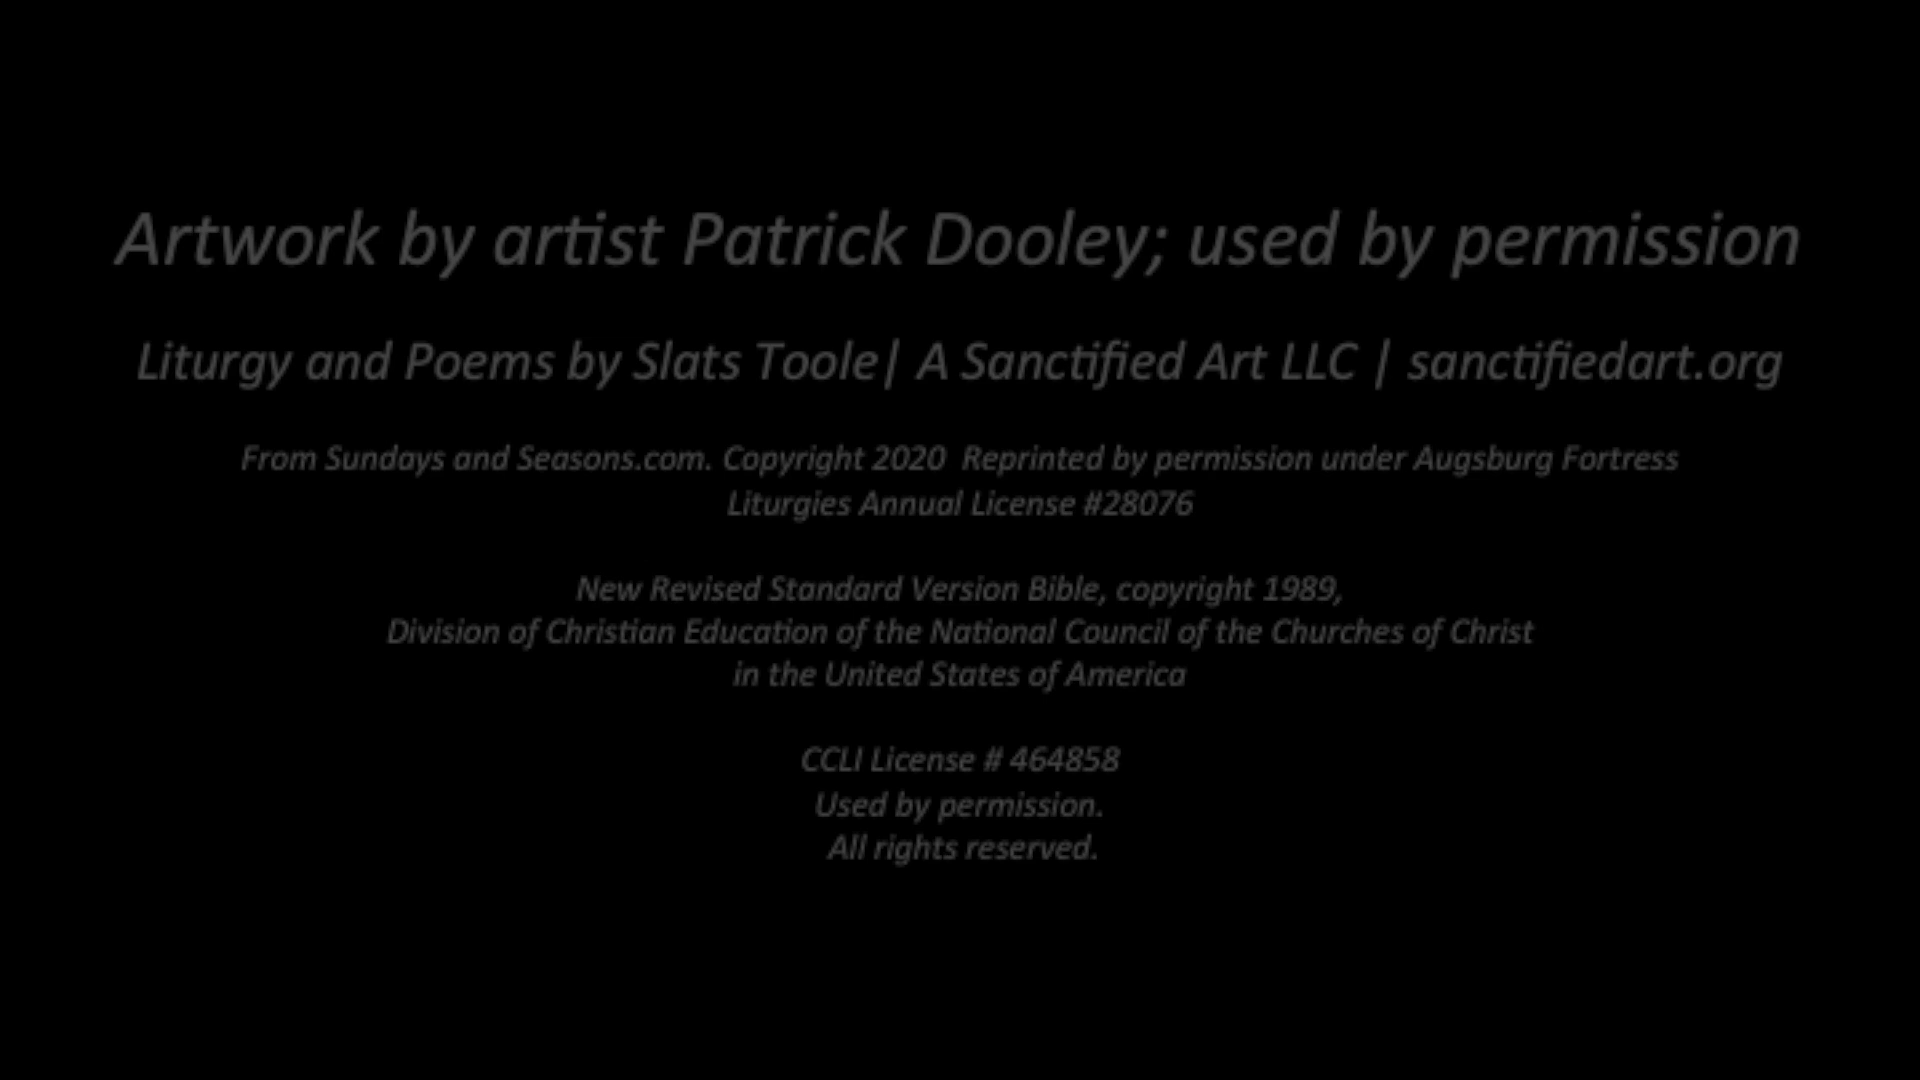 Artwork by artist Patrick Dooley; used by permission
Liturgy and Poems by Slats Toole| A Sanctified Art LLC | sanctifiedart.org
From Sundays and Seasons.com. Copyright 2020  Reprinted by permission under Augsburg Fortress
Liturgies Annual License #28076
New Revised Standard Version Bible, copyright 1989,
Division of Christian Education of the National Council of the Churches of Christ
in the United States of America
CCLI License # 464858
Used by permission.
All rights reserved.